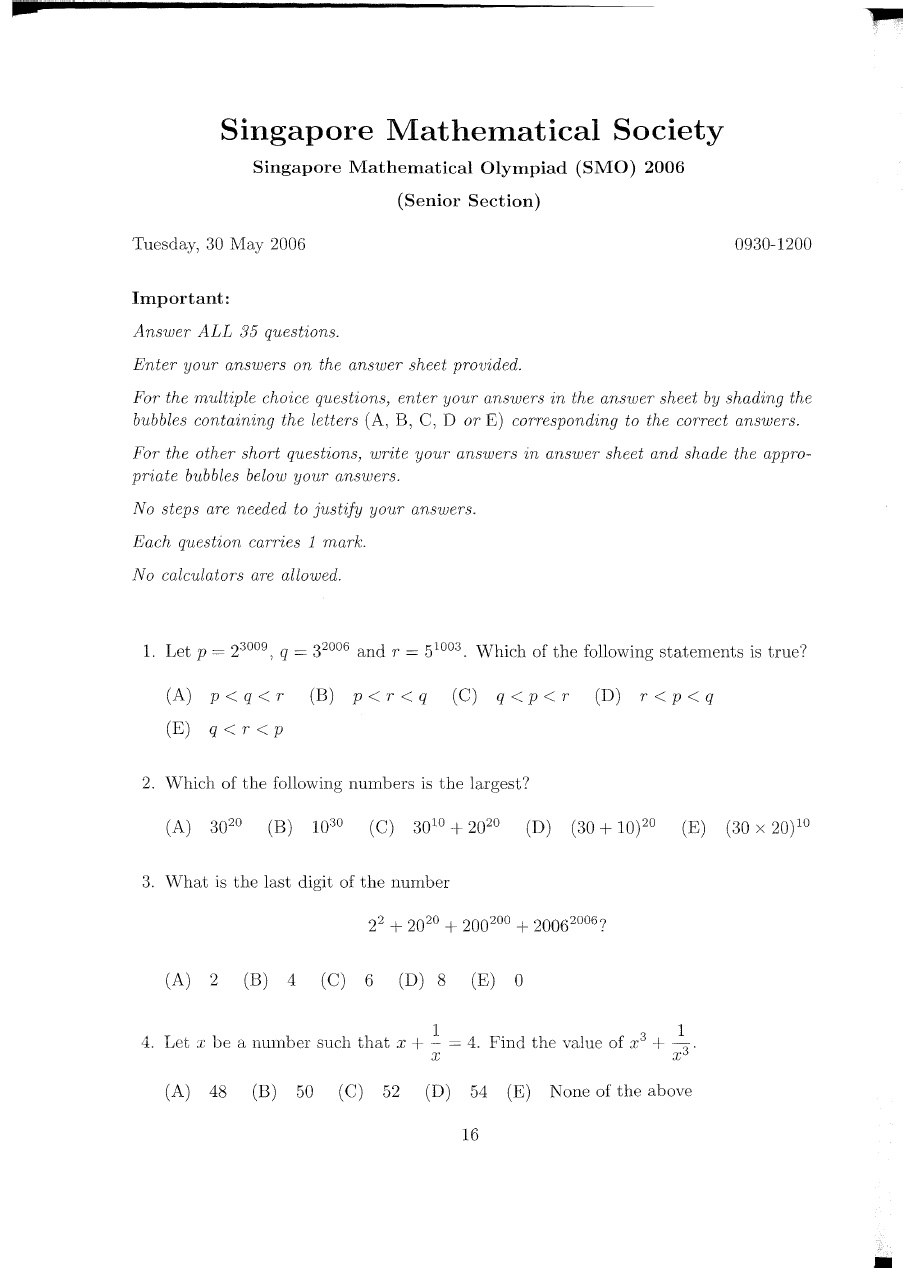 Singapore Mathematical Society
Singapore Mathematical Olympiad (SMO) 2006
(Senior Section)
Tuesday, 30 May 2006 0930-1200
Important:
Answer ALL 35 questions.
Enter your answers on the answer sheet provided.
For the multiple choice questions, enter your answers in the answer sheet by shading the
bubbles containing the letters (A, B, C, D or E) corresponding to the correct answers.
For the other short questions, write your answers in answer sheet and shade the appro-
priate bubbles below your answers.
No steps are needed to justify your answers.
Each question carries 1 mark.
No calculators are allowed.
1. Let p = 2^3009, q = 3^2006 and r = 5^1003. Which of the following statements is true?
(A) p < q < r (B) p < r < q (C) q < p < r (D) r < p < q
(E) q < r < p
2. Which of the following numbers is the largest?
(A) 30^20 (B) 10^30 (C) 30^10 + 20^20 (D) (30 + 10)^20 (E) (30 × 20)^10
3. What is the last digit of the number
2^2 + 20^20 + 200^200 + 2006^2006?
(A) 2 (B) 4 (C) 6 (D) 8 (E) 0
4. Let x be a number such that x + 1/x = 4. Find the value of x^3 + 1/x^3.
(A) 48 (B) 50 (C) 52 (D) 54 (E) None of the above
16